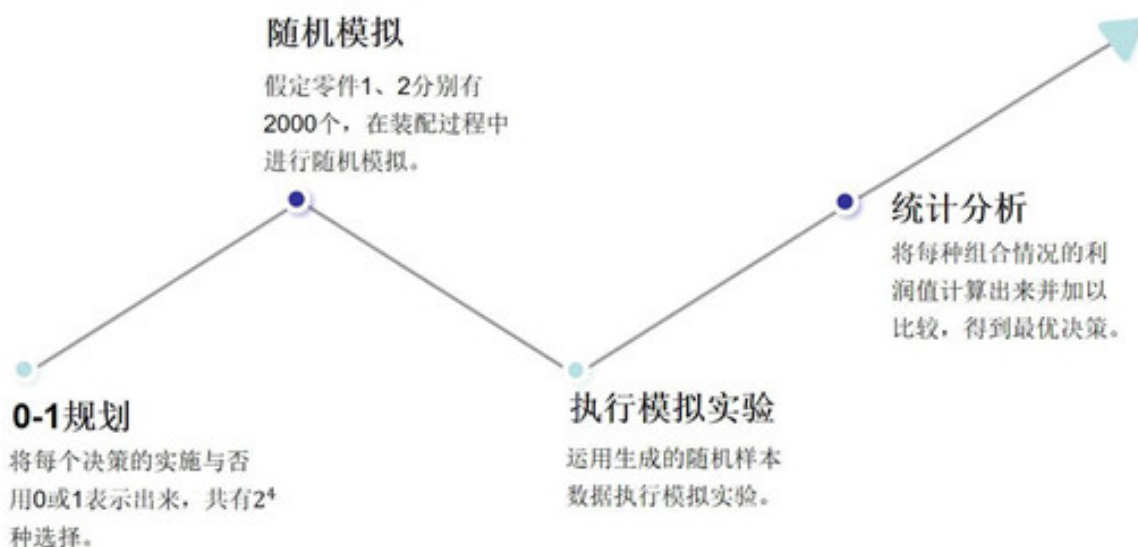 随机模拟
假定零件1、2分别有
2000个，在装配过程中
进行随机模拟。
统计分析
将每种组合情况的利
润值计算出来并加以
比较，得到最优决策。
0-1规划
将每个决策的实施与否
用0或1表示出来，共有2⁴
种选择。
执行模拟实验
运用生成的随机样本
数据执行模拟实验。